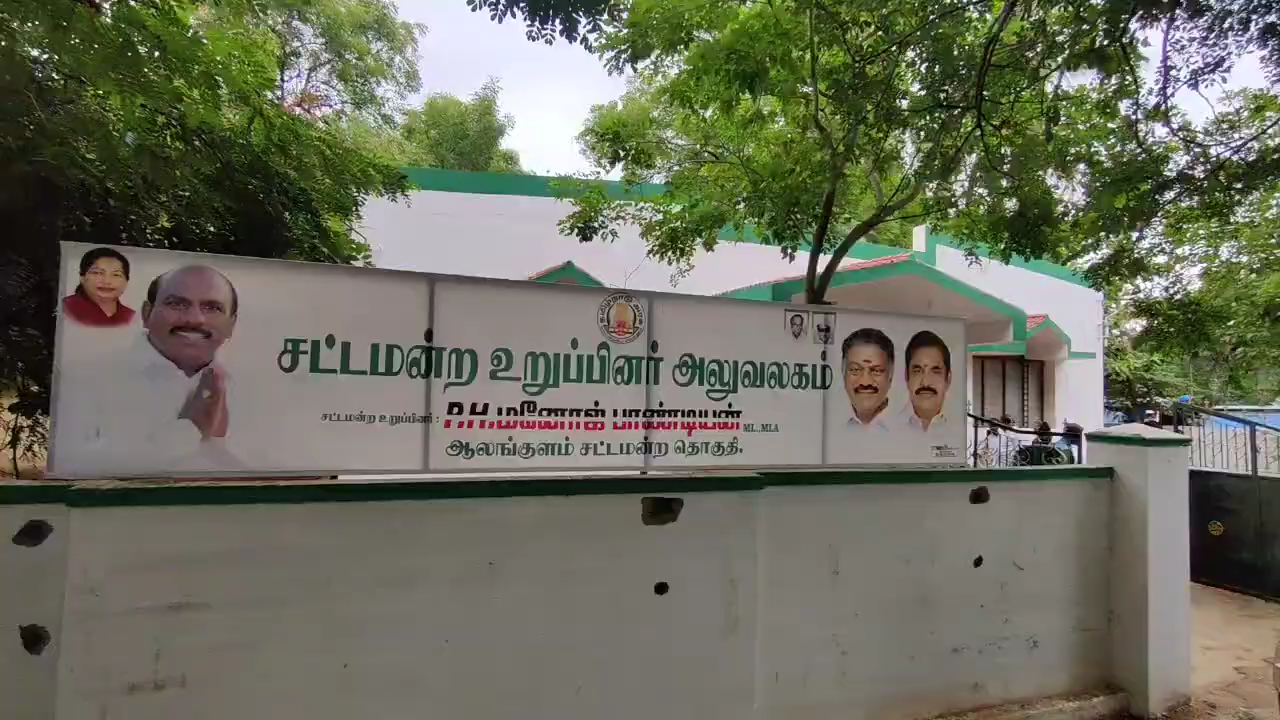 சட்டமன்ற உறுப்பினர் அலுவலகம்
சட்டமன்ற உறுப்பினர் : P.H.மனோஜ் பாண்டியன் ML.,MLA
ஆலங்குளம் சட்டமன்ற தொகுதி.